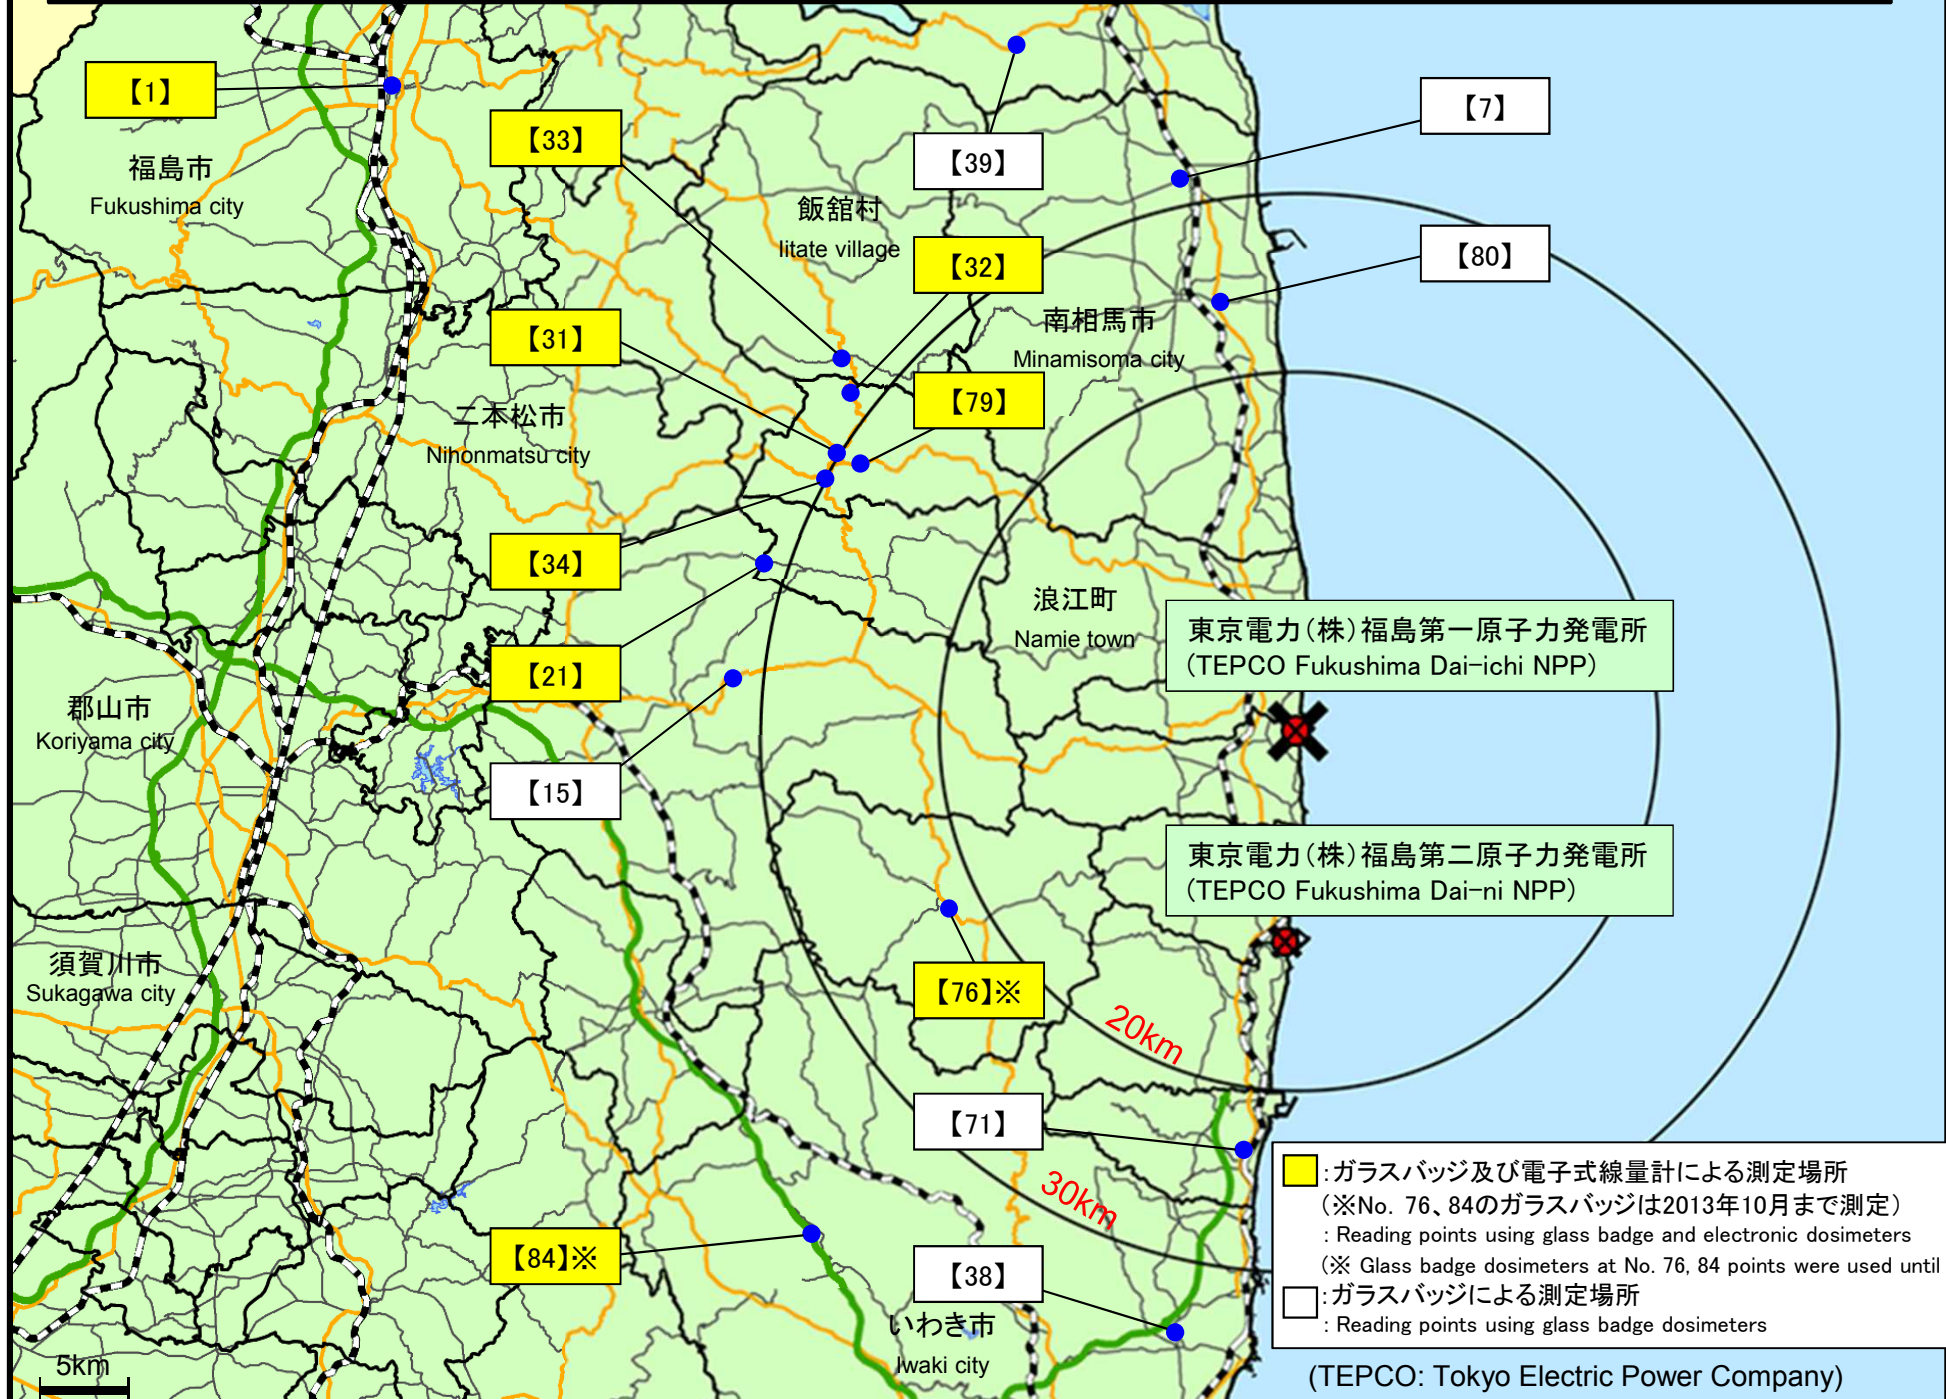 【1】
【7】
【33】
【39】
福島市
Fukushima city
飯舘村
Iitate village
【32】
【80】
【31】
南相馬市
Minamisoma city
【79】
二本松市
Nihonmatsu city
【34】
浪江町
Namie town
東京電力(株)福島第一原子力発電所
(TEPCO Fukushima Dai-ichi NPP)
【21】
郡山市
Koriyama city
【15】
東京電力(株)福島第二原子力発電所
(TEPCO Fukushima Dai-ni NPP)
須賀川市
Sukagawa city
【76】※
20km
【71】
30km
【84】※
【38】
いわき市
Iwaki city
5km
:ガラスバッジ及び電子式線量計による測定場所
(※No. 76、84のガラスバッジは2013年10月まで測定)
: Reading points using glass badge and electronic dosimeters
(※ Glass badge dosimeters at No. 76, 84 points were used until
:ガラスバッジによる測定場所
: Reading points using glass badge dosimeters
(TEPCO: Tokyo Electric Power Company)